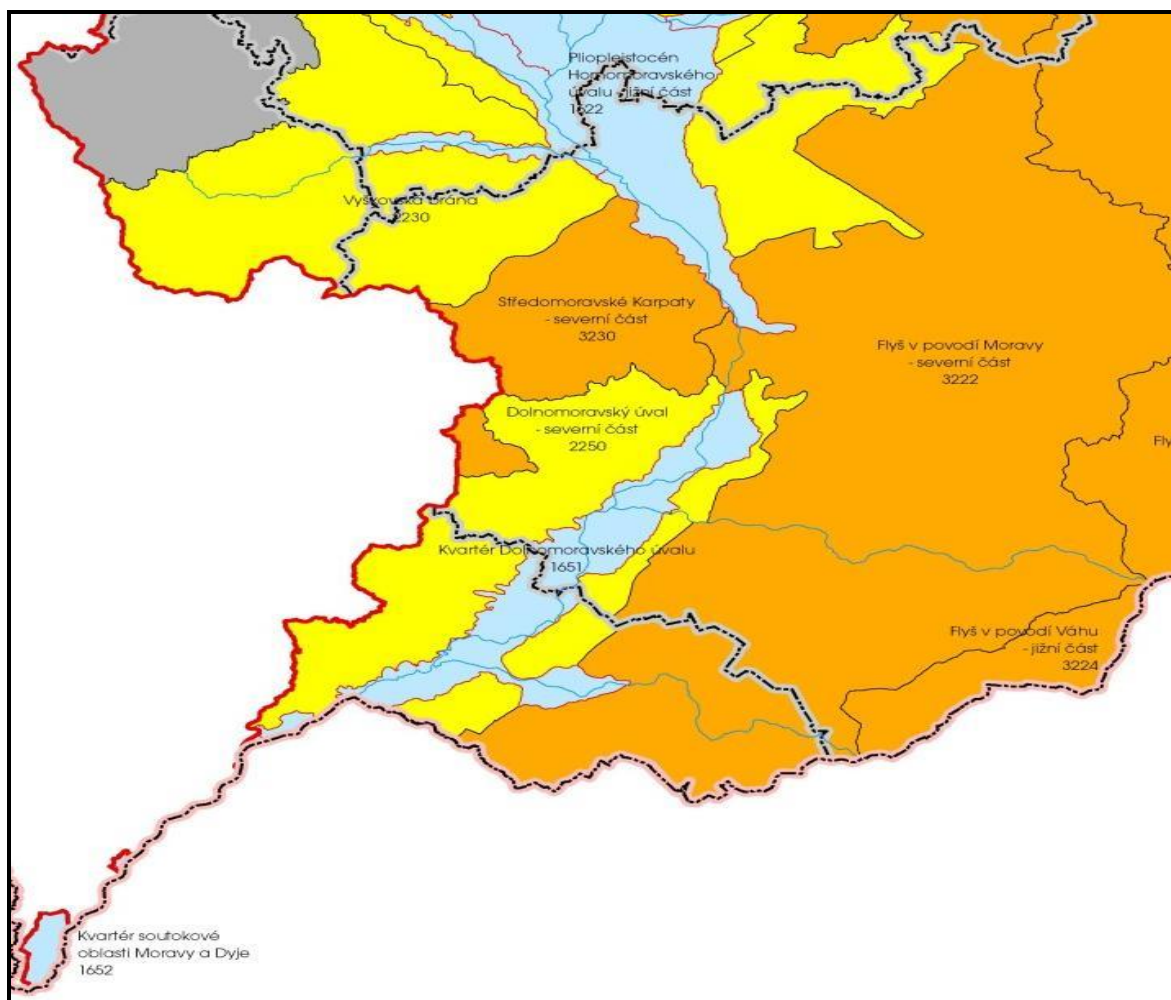 Pliopleistocén
Hornomoravského
úvalu - jižní část
1622
Vyškovská brána
2230
Středomoravské Karpaty
- severní část
3230
Flyš v povodí Moravy
- severní část
3222
Dolnomoravský úval
- severní část
2250
Kvartér Dolnomoravského úvalu
1651
Flyš v povodí Váhu
- jižní část
3224
Kvartér soutokové
oblasti Moravy a Dyje
1652